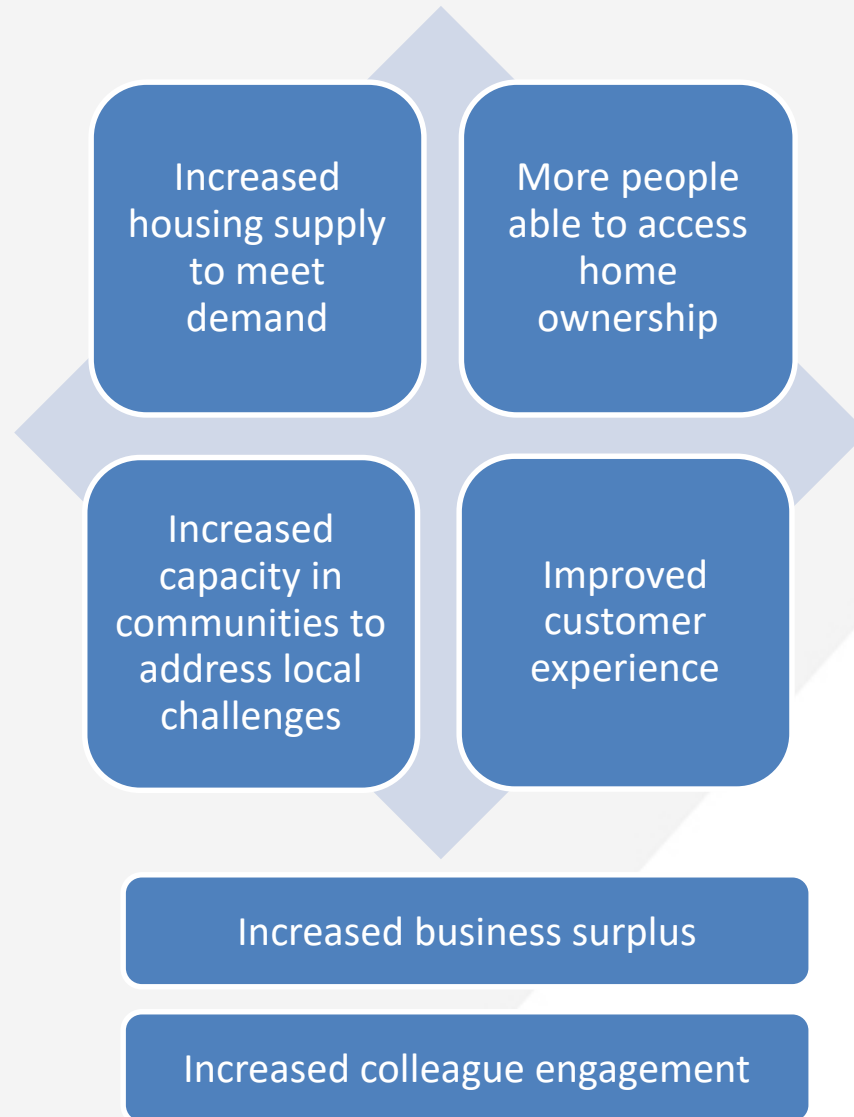 Increased
housing supply
to meet
demand
More people
able to access
home
ownership
Increased
capacity in
communities to
address local
challenges
Improved
customer
experience
Increased business surplus
Increased colleague engagement